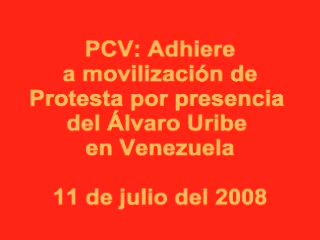 PCV: Adhiere
a movilización de
Protesta por presencia
del Álvaro Uribe
en Venezuela
11 de julio del 2008